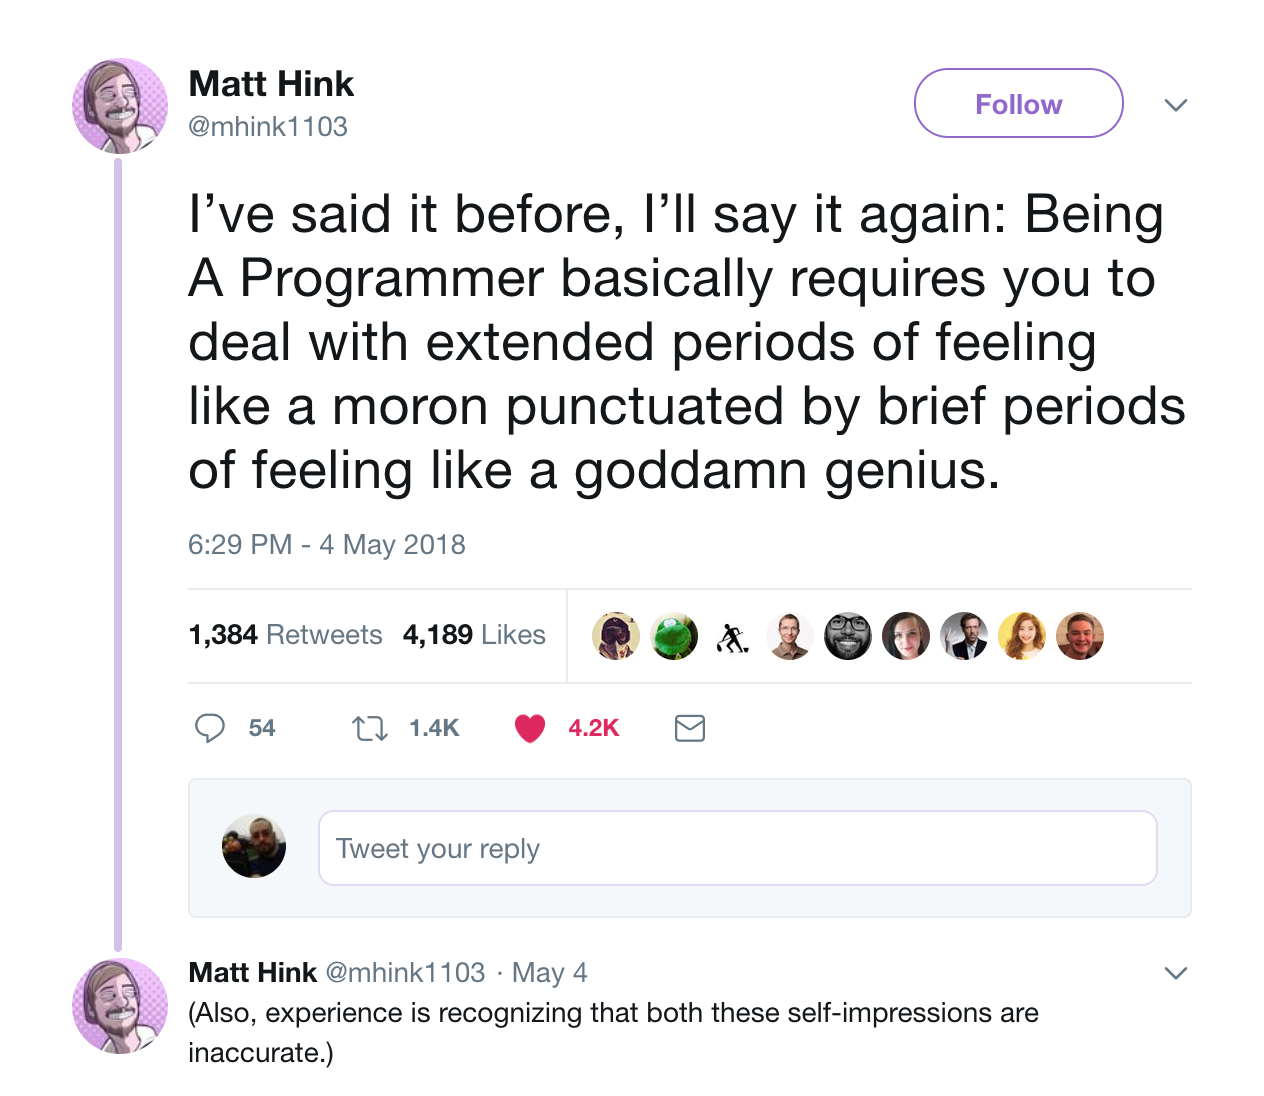 Matt Hink
@mhink1103
Follow
I’ve said it before, I’ll say it again: Being
A Programmer basically requires you to
deal with extended periods of feeling
like a moron punctuated by brief periods
of feeling like a goddamn genius.
6:29 PM - 4 May 2018
1,384 Retweets 4,189 Likes
54 1.4K 4.2K
Tweet your reply
Matt Hink @mhink1103 · May 4
(Also, experience is recognizing that both these self-impressions are
inaccurate.)